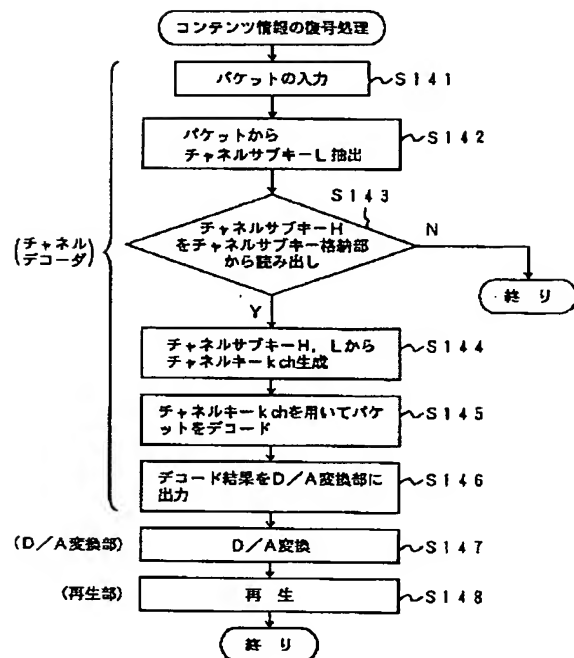 コンテンツ情報の復号処理
パケットの入力
S141
パケットから
チャネルサブキーL抽出
S142
S143
チャネルサブキーH
をチャネルサブキー格納部
から読み出し
N
終り
(チャネル
デコーダ)
Y
チャネルサブキーH,Lから
チャネルキーkch生成
S144
チャネルキーkchを用いてパケ
ットをデコード
S145
デコード結果をD/A変換部に
出力
S146
(D/A変換部)
D/A変換
S147
(再生部)
再生
S148
終り